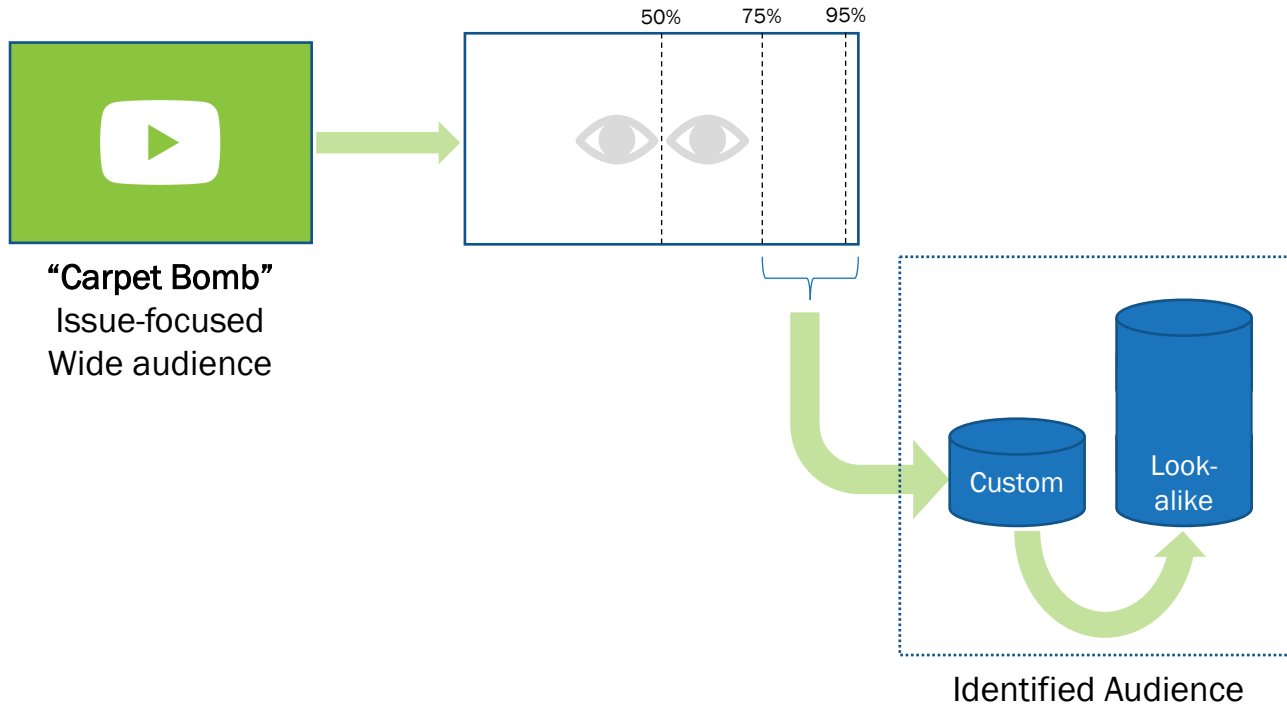 50% 75% 95%
“Carpet Bomb”
Issue-focused
Wide audience
Custom
Look-
alike
Identified Audience